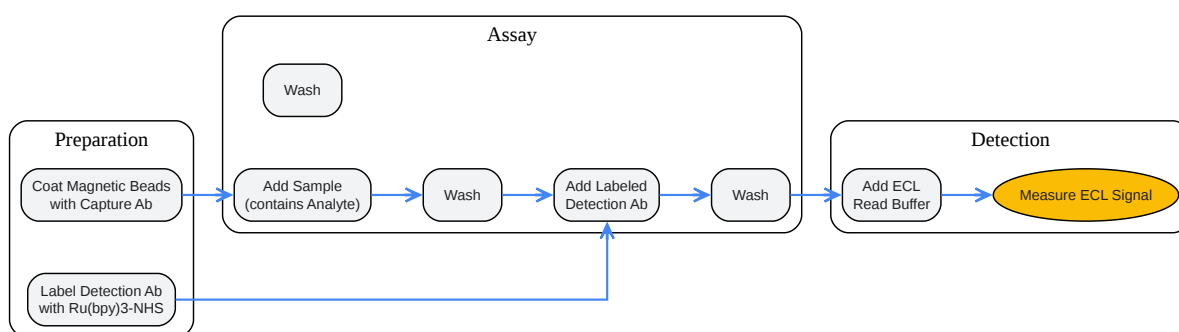 Assay
Wash
Preparation
Coat Magnetic Beads
with Capture Ab
Label Detection Ab
with Ru(bpy)3-NHS
Add Sample
(contains Analyte)
Wash
Add Labeled
Detection Ab
Wash
Detection
Add ECL
Read Buffer
Measure ECL Signal